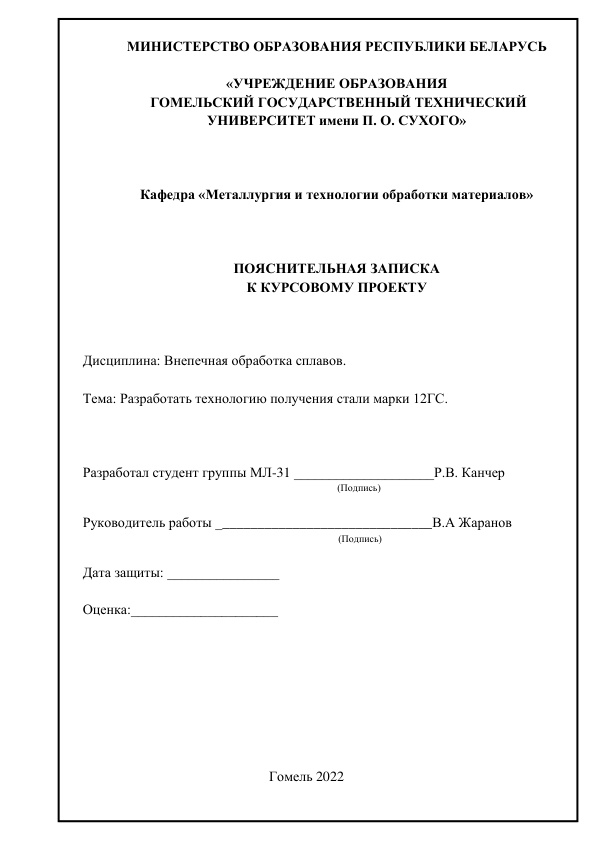 МИНИСТЕРСТВО ОБРАЗОВАНИЯ РЕСПУБЛИКИ БЕЛАРУСЬ
«УЧРЕЖДЕНИЕ ОБРАЗОВАНИЯ
ГОМЕЛЬСКИЙ ГОСУДАРСТВЕННЫЙ ТЕХНИЧЕСКИЙ
УНИВЕРСИТЕТ имени П. О. СУХОГО»
Кафедра «Металлургия и технологии обработки материалов»
ПОЯСНИТЕЛЬНАЯ ЗАПИСКА
К КУРСОВОМУ ПРОЕКТУ
Дисциплина: Внепечная обработка сплавов.
Тема: Разработать технологию получения стали марки 12ГС.
Разработал студент группы МЛ-31 ____________________Р.В. Канчер
(Подпись)
Руководитель работы _______________________________В.А Жаранов
(Подпись)
Дата защиты: ________________
Оценка:_____________________
Гомель 2022